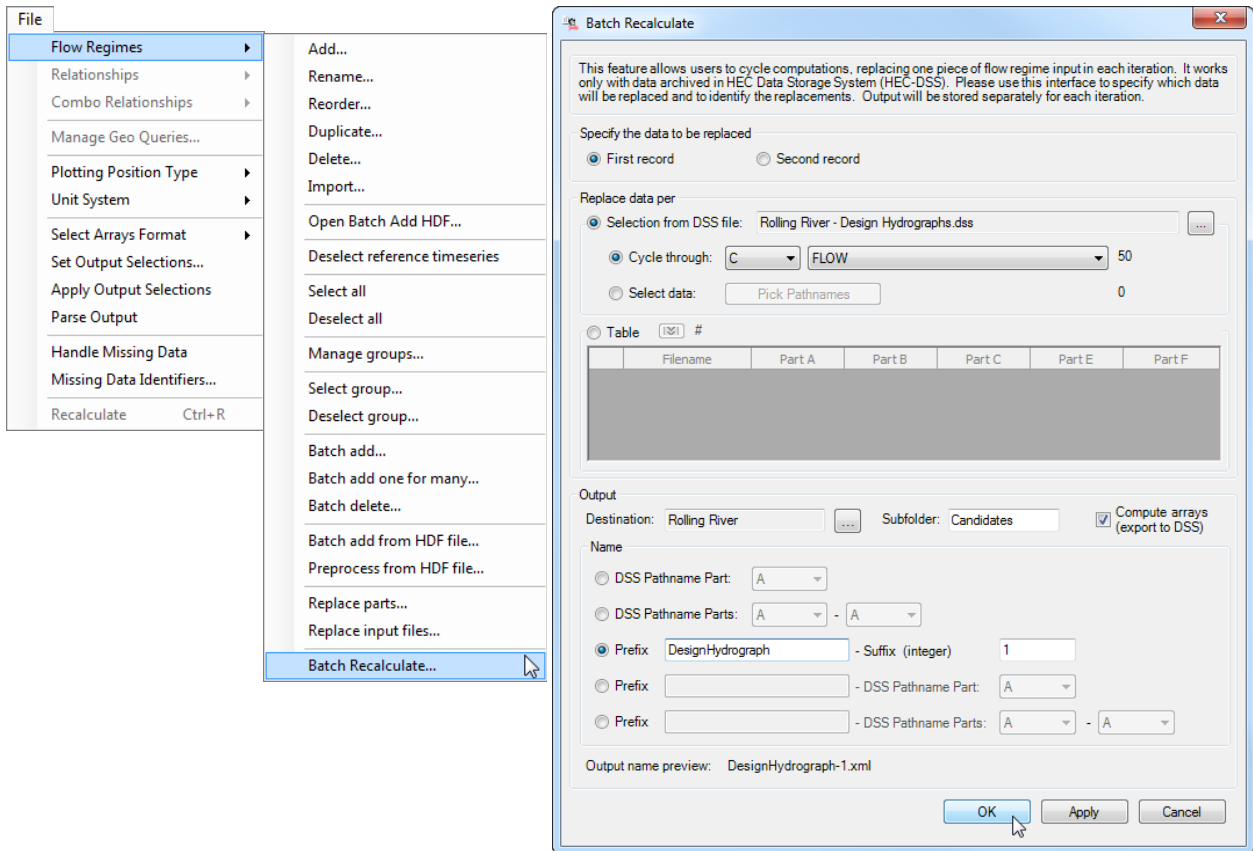 File
Flow Regimes
Relationships
Combo Relationships
Manage Geo Queries...
Plotting Position Type
Unit System
Select Arrays Format
Set Output Selections...
Apply Output Selections
Parse Output
Handle Missing Data
Missing Data Identifiers...
Recalculate Ctrl+R
Add...
Rename...
Reorder...
Duplicate...
Delete...
Import...
Open Batch Add HDF...
Deselect reference timeseries
Select all
Deselect all
Manage groups...
Select group...
Deselect group...
Batch add...
Batch add one for many...
Batch delete...
Batch add from HDF file...
Preprocess from HDF file...
Replace parts...
Replace input files...
Batch Recalculate...
Batch Recalculate
This feature allows users to cycle computations, replacing one piece of flow regime input in each iteration. It works
only with data archived in HEC Data Storage System (HEC-DSS). Please use this interface to specify which data
will be replaced and to identify the replacements. Output will be stored separately for each iteration.
Specify the data to be replaced
First record Second record
Replace data per
Selection from DSS file: Rolling River - Design Hydrographs.dss ...
Cycle through: C FLOW 50
Select data: Pick Pathnames 0
Table #
Filename Part A Part B Part C Part E Part F
Output
Destination: Rolling River ... Subfolder: Candidates Compute arrays
(export to DSS)
Name
DSS Pathname Part: A
DSS Pathname Parts: A - A
Prefix DesignHydrograph - Suffix (integer) 1
Prefix - DSS Pathname Part: A
Prefix - DSS Pathname Parts: A - A
Output name preview: DesignHydrograph-1.xml
OK Apply Cancel